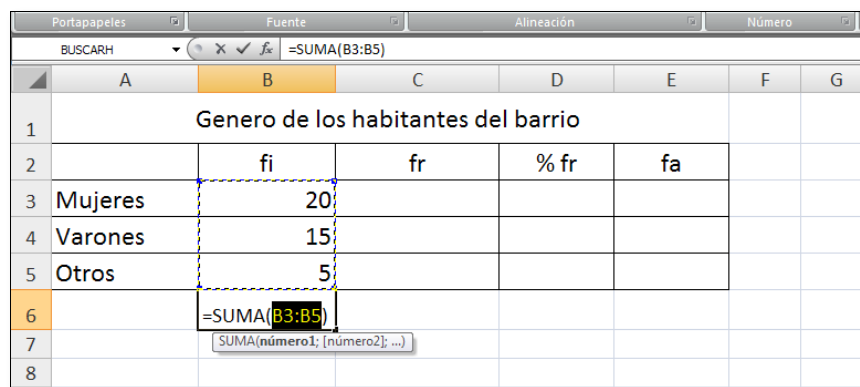 Portapapeles Fuente Alineación Número
BUSCARH fx =SUMA(B3:B5)
A B C D E F G
1 Genero de los habitantes del barrio
2 fi fr % fr fa
3 Mujeres 20
4 Varones 15
5 Otros 5
6 =SUMA(B3:B5)
7 SUMA(número1; [número2]; ...)
8